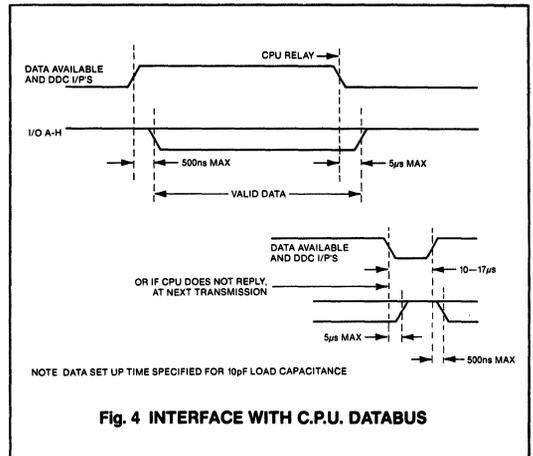 CPU RELAY
DATA AVAILABLE
AND DDC I/P'S
I/O A-H
500ns MAX
5µs MAX
VALID DATA
DATA AVAILABLE
AND DDC I/P'S
10–17µs
OR IF CPU DOES NOT REPLY,
AT NEXT TRANSMISSION
5µs MAX
500ns MAX
NOTE DATA SET UP TIME SPECIFIED FOR 10pF LOAD CAPACITANCE
Fig. 4 INTERFACE WITH C.P.U. DATABUS